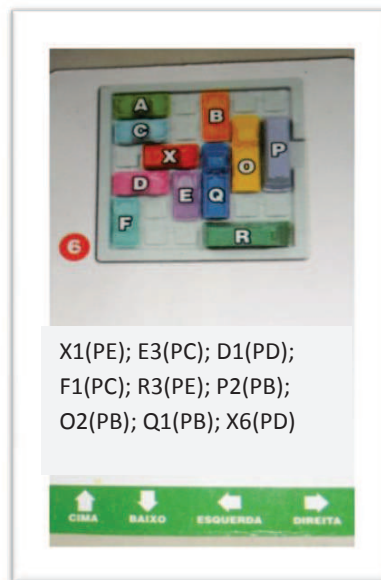 A
B
C
X
O
P
D
E
Q
F
R
6
X1(PE); E3(PC); D1(PD);
F1(PC); R3(PE); P2(PB);
O2(PB); Q1(PB); X6(PD)
CIMA BAIXO ESQUERDA DIREITA